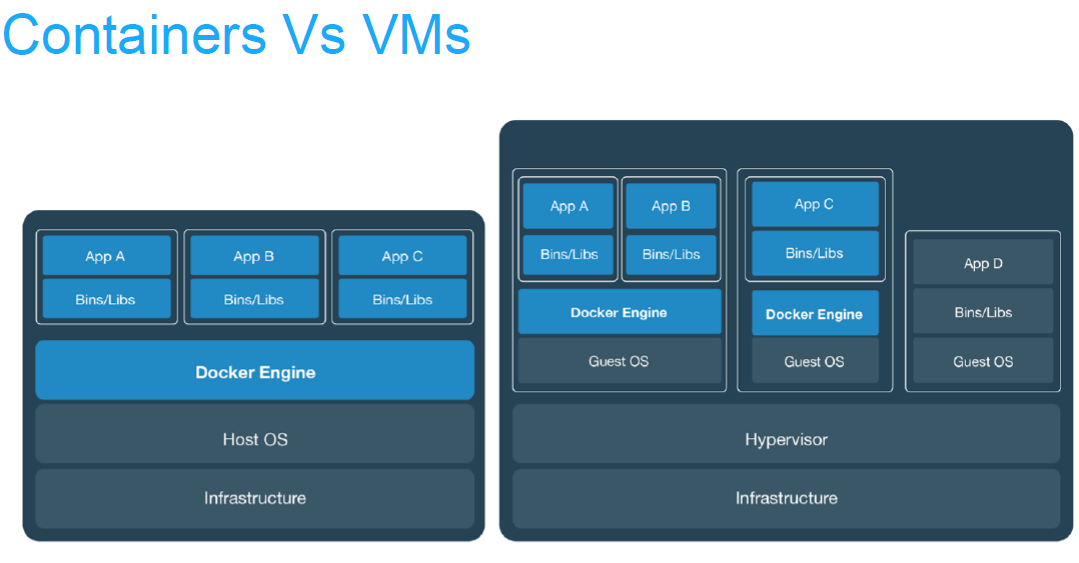 Containers Vs VMs
App A
App B
App C
Bins/Libs
Bins/Libs
Bins/Libs
Docker Engine
Host OS
Infrastructure
App A
App B
Bins/Libs
Bins/Libs
Docker Engine
Guest OS
App C
Bins/Libs
Docker Engine
Guest OS
App D
Bins/Libs
Guest OS
Hypervisor
Infrastructure